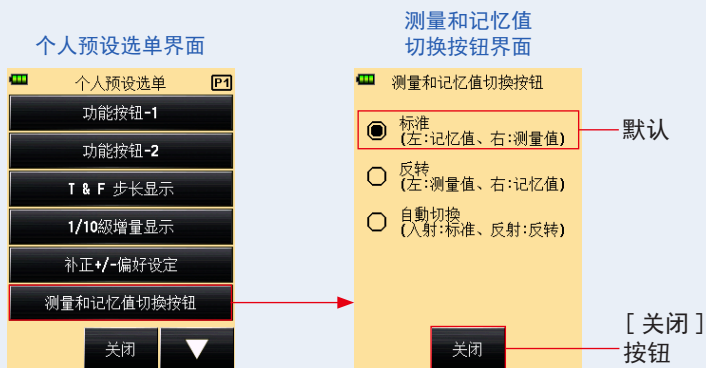 个人预设选单界面
个人预设选单 P1
功能按钮-1
功能按钮-2
T & F 步长显示
1/10級增量显示
补正+/-偏好设定
测量和记忆值切换按钮
关闭
测量和记忆值
切换按钮界面
测量和记忆值切换按钮
标准
(左:记忆值、右:测量值)
默认
反转
(左:测量值、右:记忆值)
自動切換
(入射:标准、反射:反转)
关闭
[ 关闭 ]
按钮